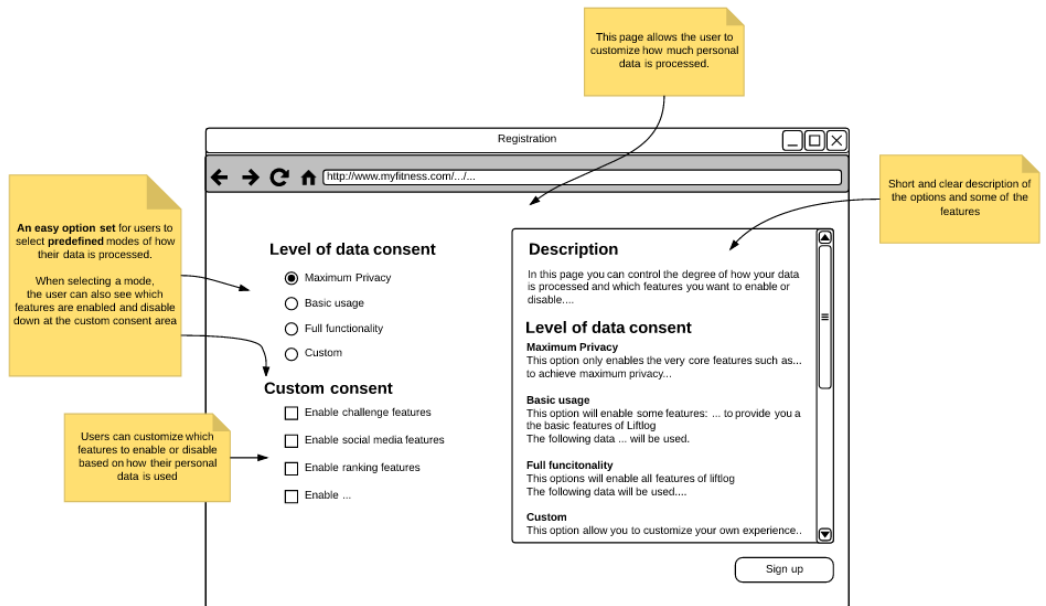 This page allows the user to
customize how much personal
data is processed.
Registration
http://www.myfitness.com/.../...
Short and clear description of
the options and some of the
features
An easy option set for users to
select predefined modes of how
their data is processed.
When selecting a mode,
the user can also see which
features are enabled and disable
down at the custom consent area
Level of data consent
Maximum Privacy
Basic usage
Full functionality
Custom
Custom consent
Enable challenge features
Enable social media features
Enable ranking features
Enable ...
Users can customize which
features to enable or disable
based on how their personal
data is used
Description
In this page you can control the degree of how your data
is processed and which features you want to enable or
disable....
Level of data consent
Maximum Privacy
This option only enables the very core features such as...
to achieve maximum privacy...
Basic usage
This option will enable some features: ... to provide you a
the basic features of Liftlog
The following data ... will be used.
Full funcitonality
This options will enable all features of liftlog
The following data will be used....
Custom
This option allow you to customize your own experience..
Sign up